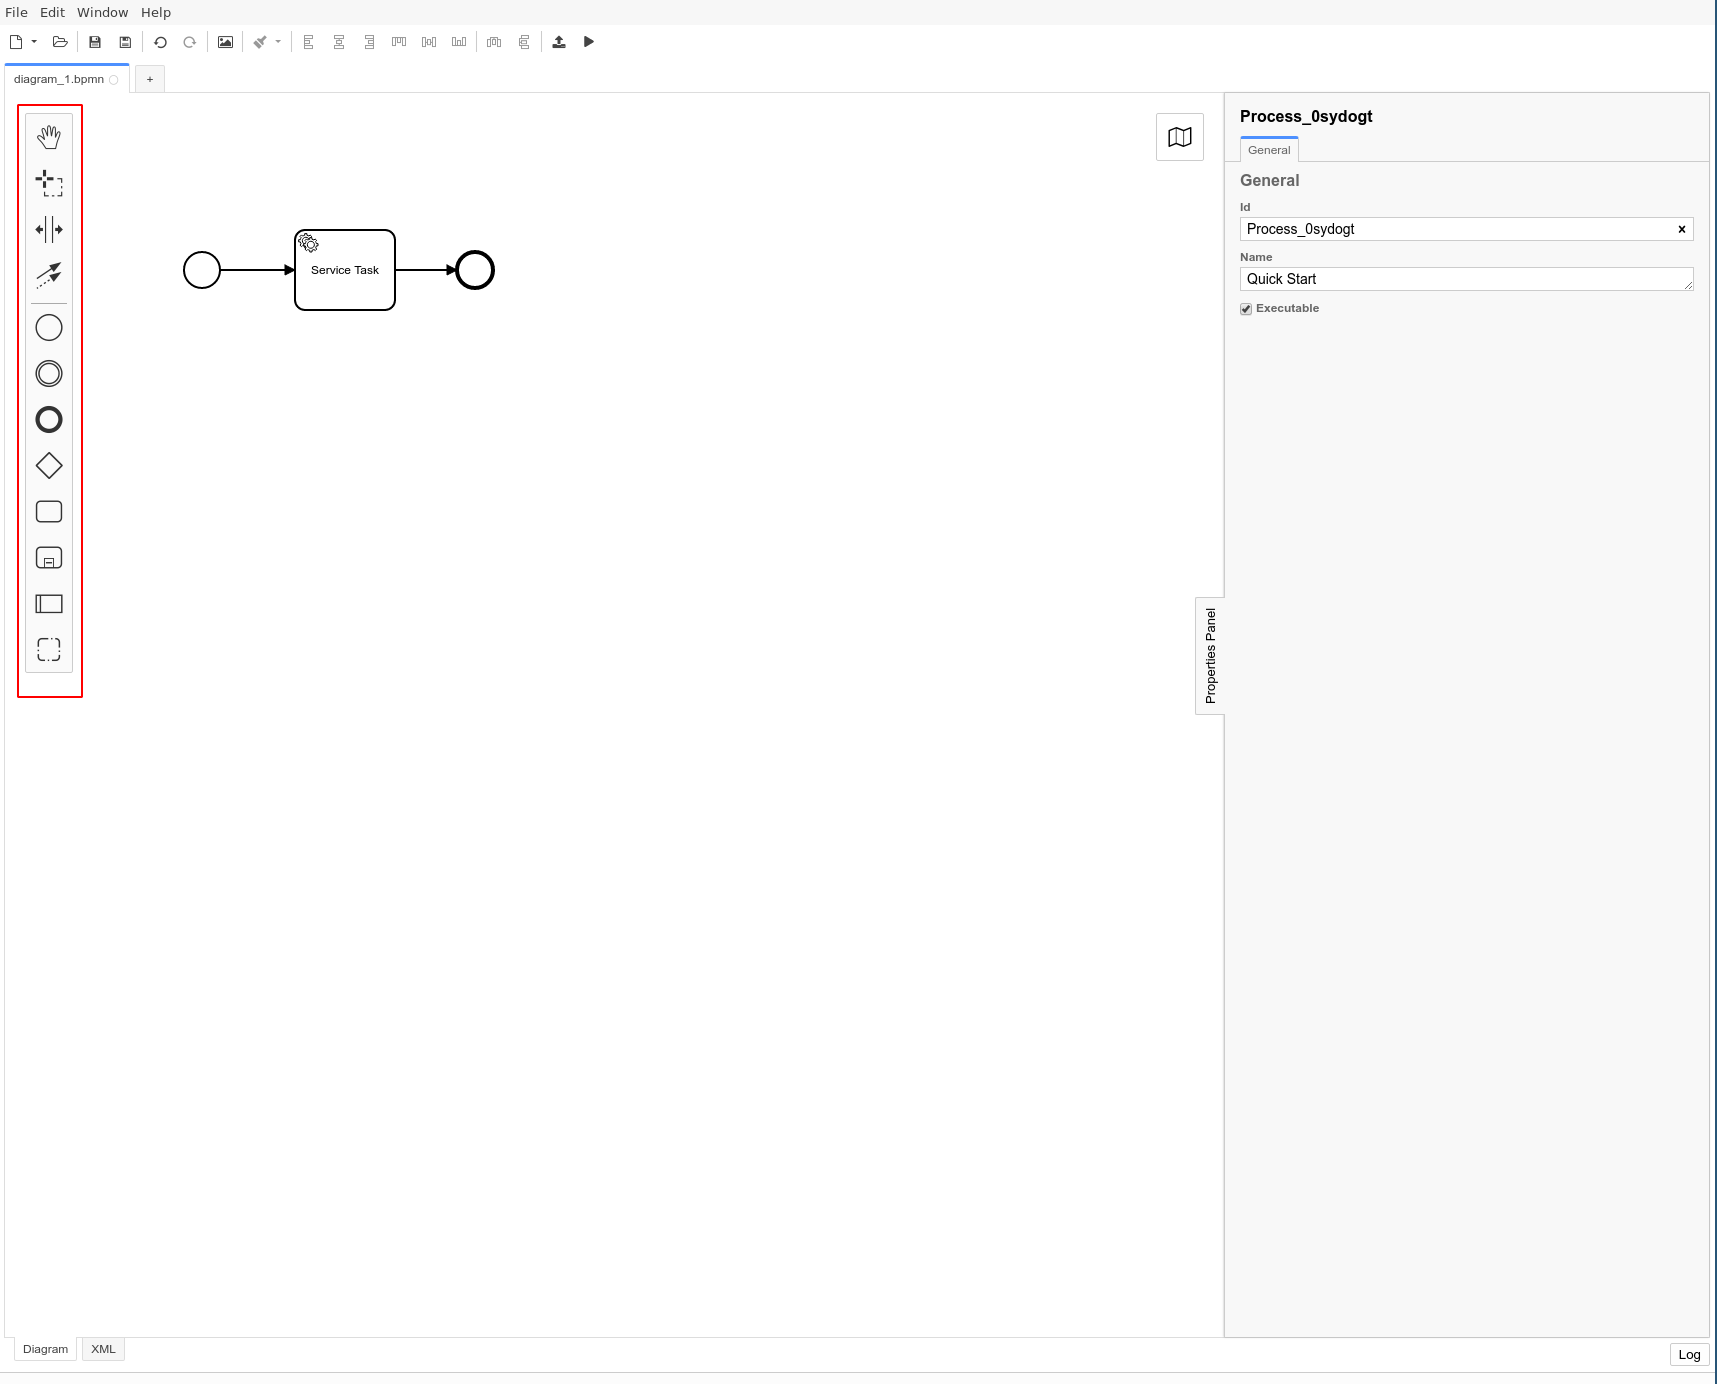 File Edit Window Help
diagram_1.bpmn +
Process_0sydogt
General
General
Id
Process_0sydogt
Name
Quick Start
Executable
Service Task
Properties Panel
Diagram XML
Log